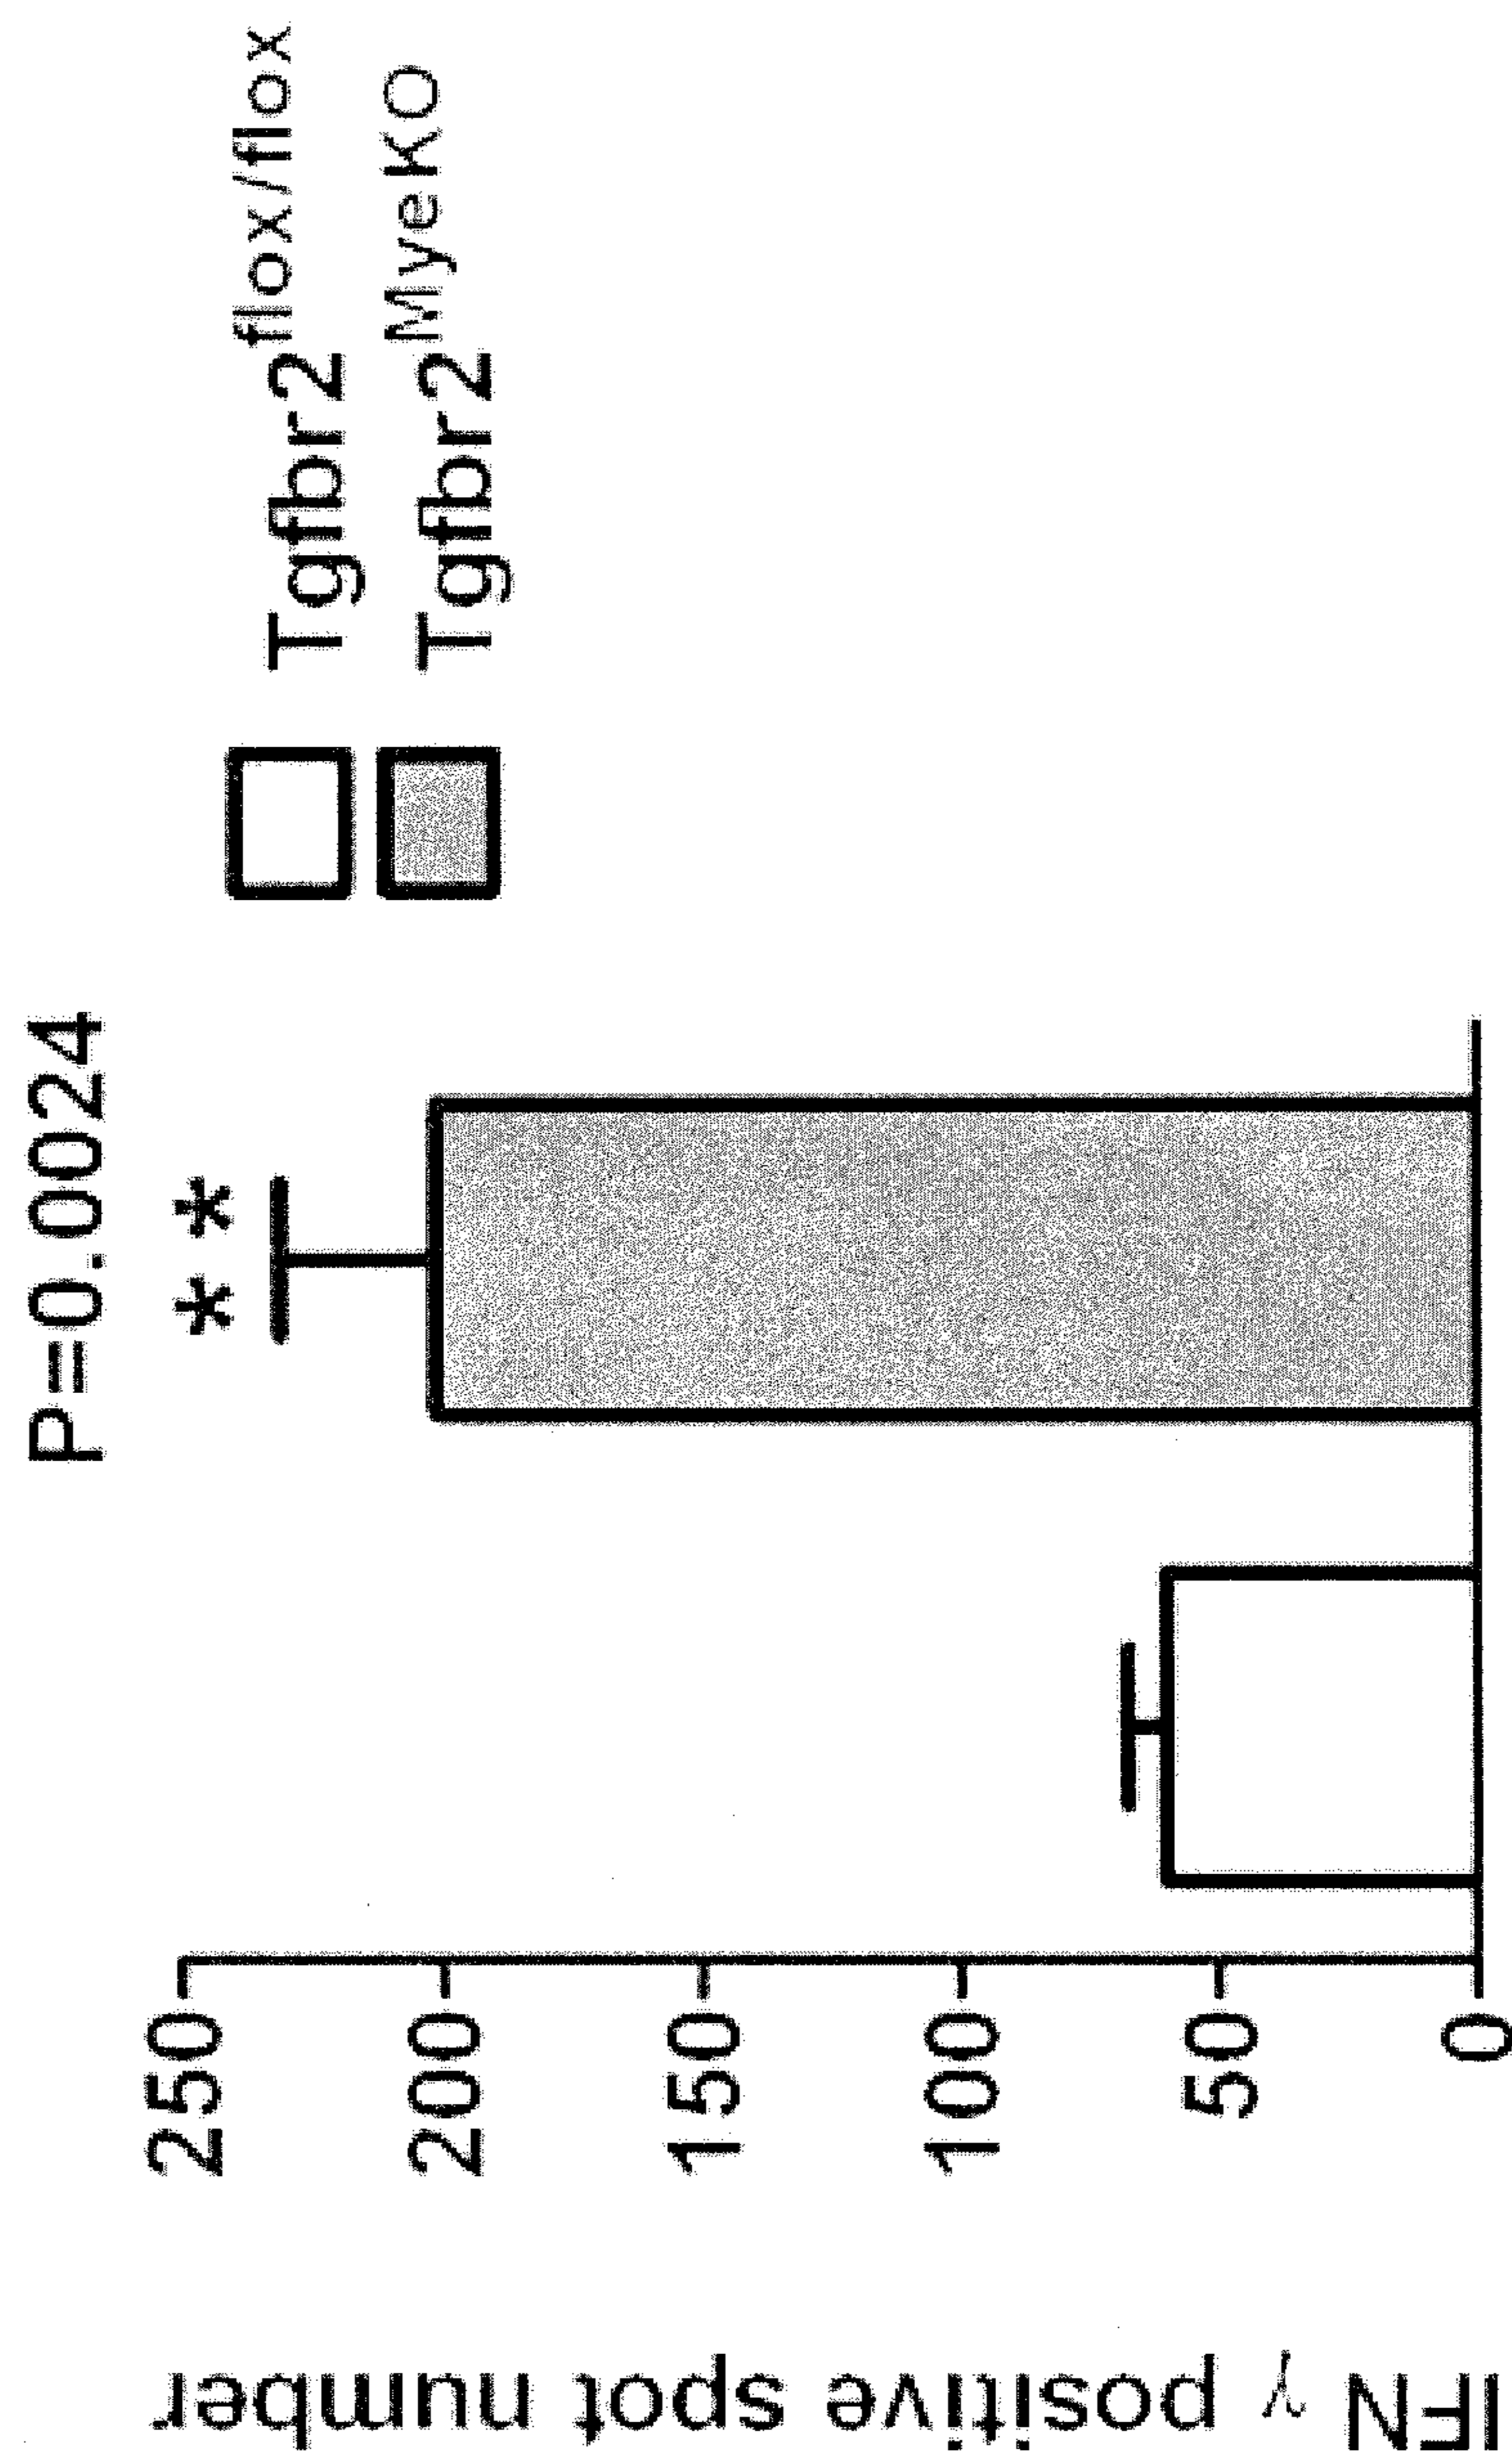 P=0.0024
**
Tgfbr2flox/flox
Tgfbr2MyeKO
250
200
150
100
50
0
IFN γ positive spot number